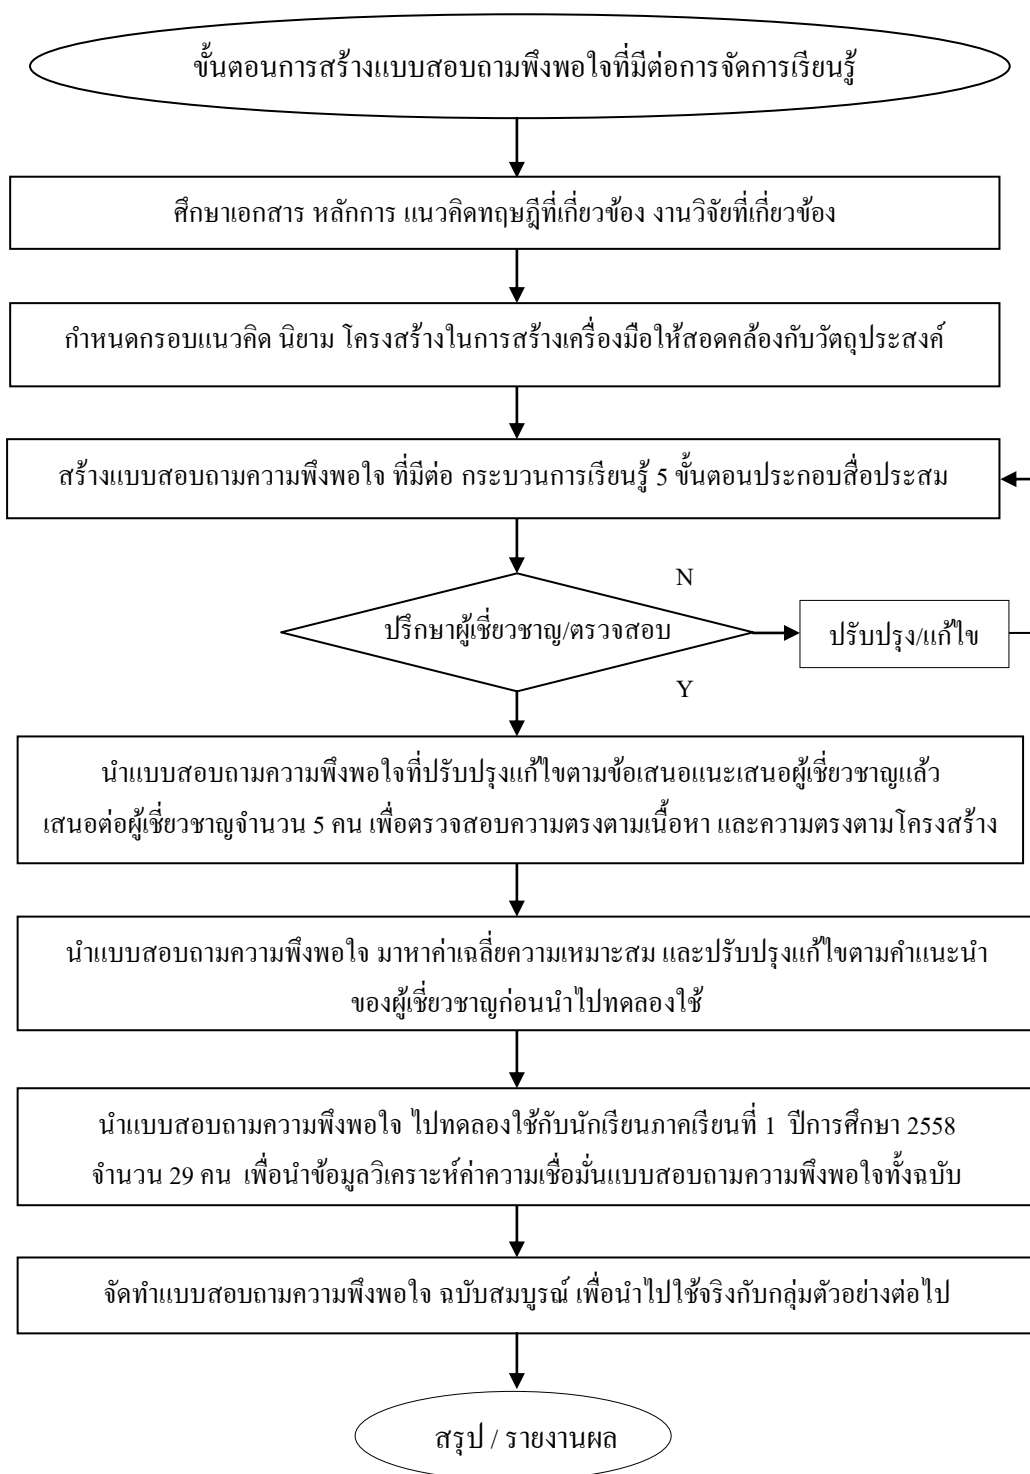 ขั้นตอนการสร้างแบบสอบถามพึงพอใจที่มีต่อการจัดการเรียนรู้
ศึกษาเอกสาร หลักการ แนวคิดทฤษฎีที่เกี่ยวข้อง งานวิจัยที่เกี่ยวข้อง
กำหนดกรอบแนวคิด นิยาม โครงสร้างในการสร้างเครื่องมือให้สอดคล้องกับวัตถุประสงค์
สร้างแบบสอบถามความพึงพอใจ ที่มีต่อ กระบวนการเรียนรู้ 5 ขั้นตอนประกอบสื่อประสม
N
ปรึกษาผู้เชี่ยวชาญ/ตรวจสอบ
ปรับปรุง/แก้ไข
Y
นำแบบสอบถามความพึงพอใจที่ปรับปรุงแก้ไขตามข้อเสนอแนะเสนอผู้เชี่ยวชาญแล้ว
เสนอต่อผู้เชี่ยวชาญจำนวน 5 คน เพื่อตรวจสอบความตรงตามเนื้อหา และความตรงตามโครงสร้าง
นำแบบสอบถามความพึงพอใจ มาหาค่าเฉลี่ยความเหมาะสม และปรับปรุงแก้ไขตามคำแนะนำ
ของผู้เชี่ยวชาญก่อนนำไปทดลองใช้
นำแบบสอบถามความพึงพอใจ ไปทดลองใช้กับนักเรียนภาคเรียนที่ 1 ปีการศึกษา 2558
จำนวน 29 คน เพื่อนำข้อมูลวิเคราะห์ค่าความเชื่อมั่นแบบสอบถามความพึงพอใจทั้งฉบับ
จัดทำแบบสอบถามความพึงพอใจ ฉบับสมบูรณ์ เพื่อนำไปใช้จริงกับกลุ่มตัวอย่างต่อไป
สรุป / รายงานผล